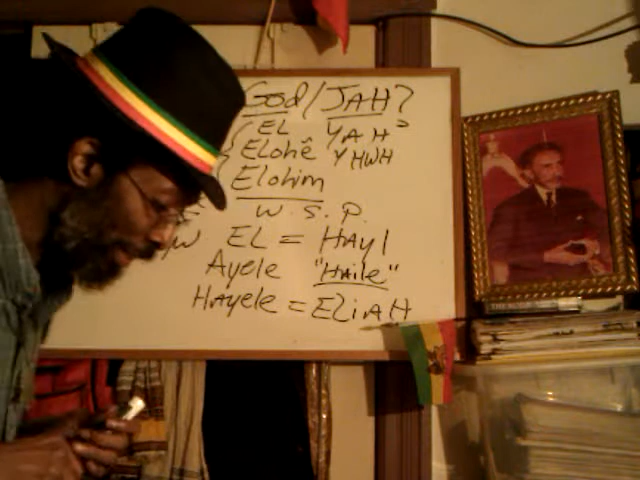 God / JAH?
EL YAH?
Elohê YHWH
Elohim
W. S. P.
EL = HAYl
Ayele "HAile"
Hayele = ELiAH